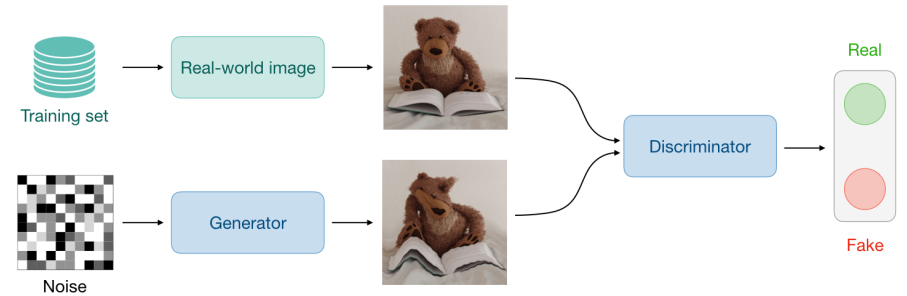 Real
Real-world image
Training set
Discriminator
Generator
Fake
Noise